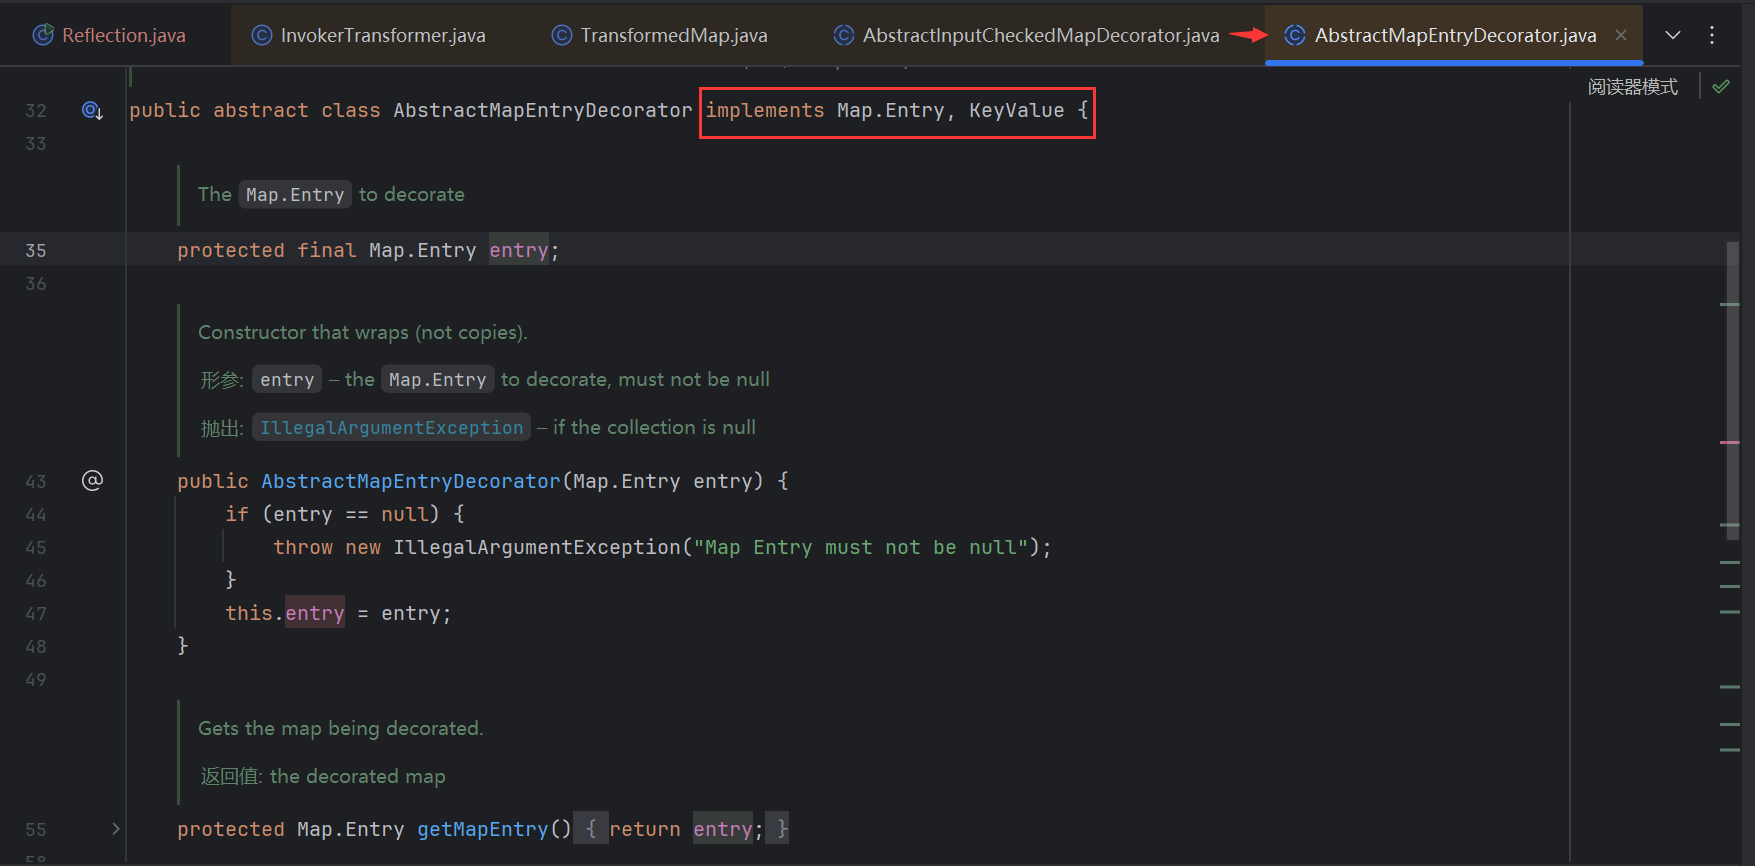 Reflection.java
InvokerTransformer.java
TransformedMap.java
AbstractInputCheckedMapDecorator.java
AbstractMapEntryDecorator.java
阅读器模式
32 public abstract class AbstractMapEntryDecorator implements Map.Entry, KeyValue {
33
The Map.Entry to decorate
35 protected final Map.Entry entry;
36
Constructor that wraps (not copies).
形参: entry – the Map.Entry to decorate, must not be null
抛出: IllegalArgumentException – if the collection is null
43 public AbstractMapEntryDecorator(Map.Entry entry) {
44 if (entry == null) {
45 throw new IllegalArgumentException("Map Entry must not be null");
46 }
47 this.entry = entry;
48 }
49
Gets the map being decorated.
返回值: the decorated map
55 protected Map.Entry getMapEntry() { return entry; }